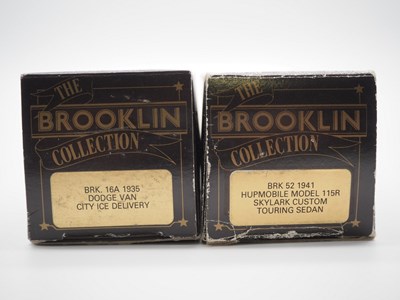 THE
BROOKLIN
COLLECTION
BRK. 16A 1935
DODGE VAN
CITY ICE DELIVERY
THE
BROOKLIN
COLLECTION
BRK 52 1941
HUPMOBILE MODEL 115R
SKYLARK CUSTOM
TOURING SEDAN